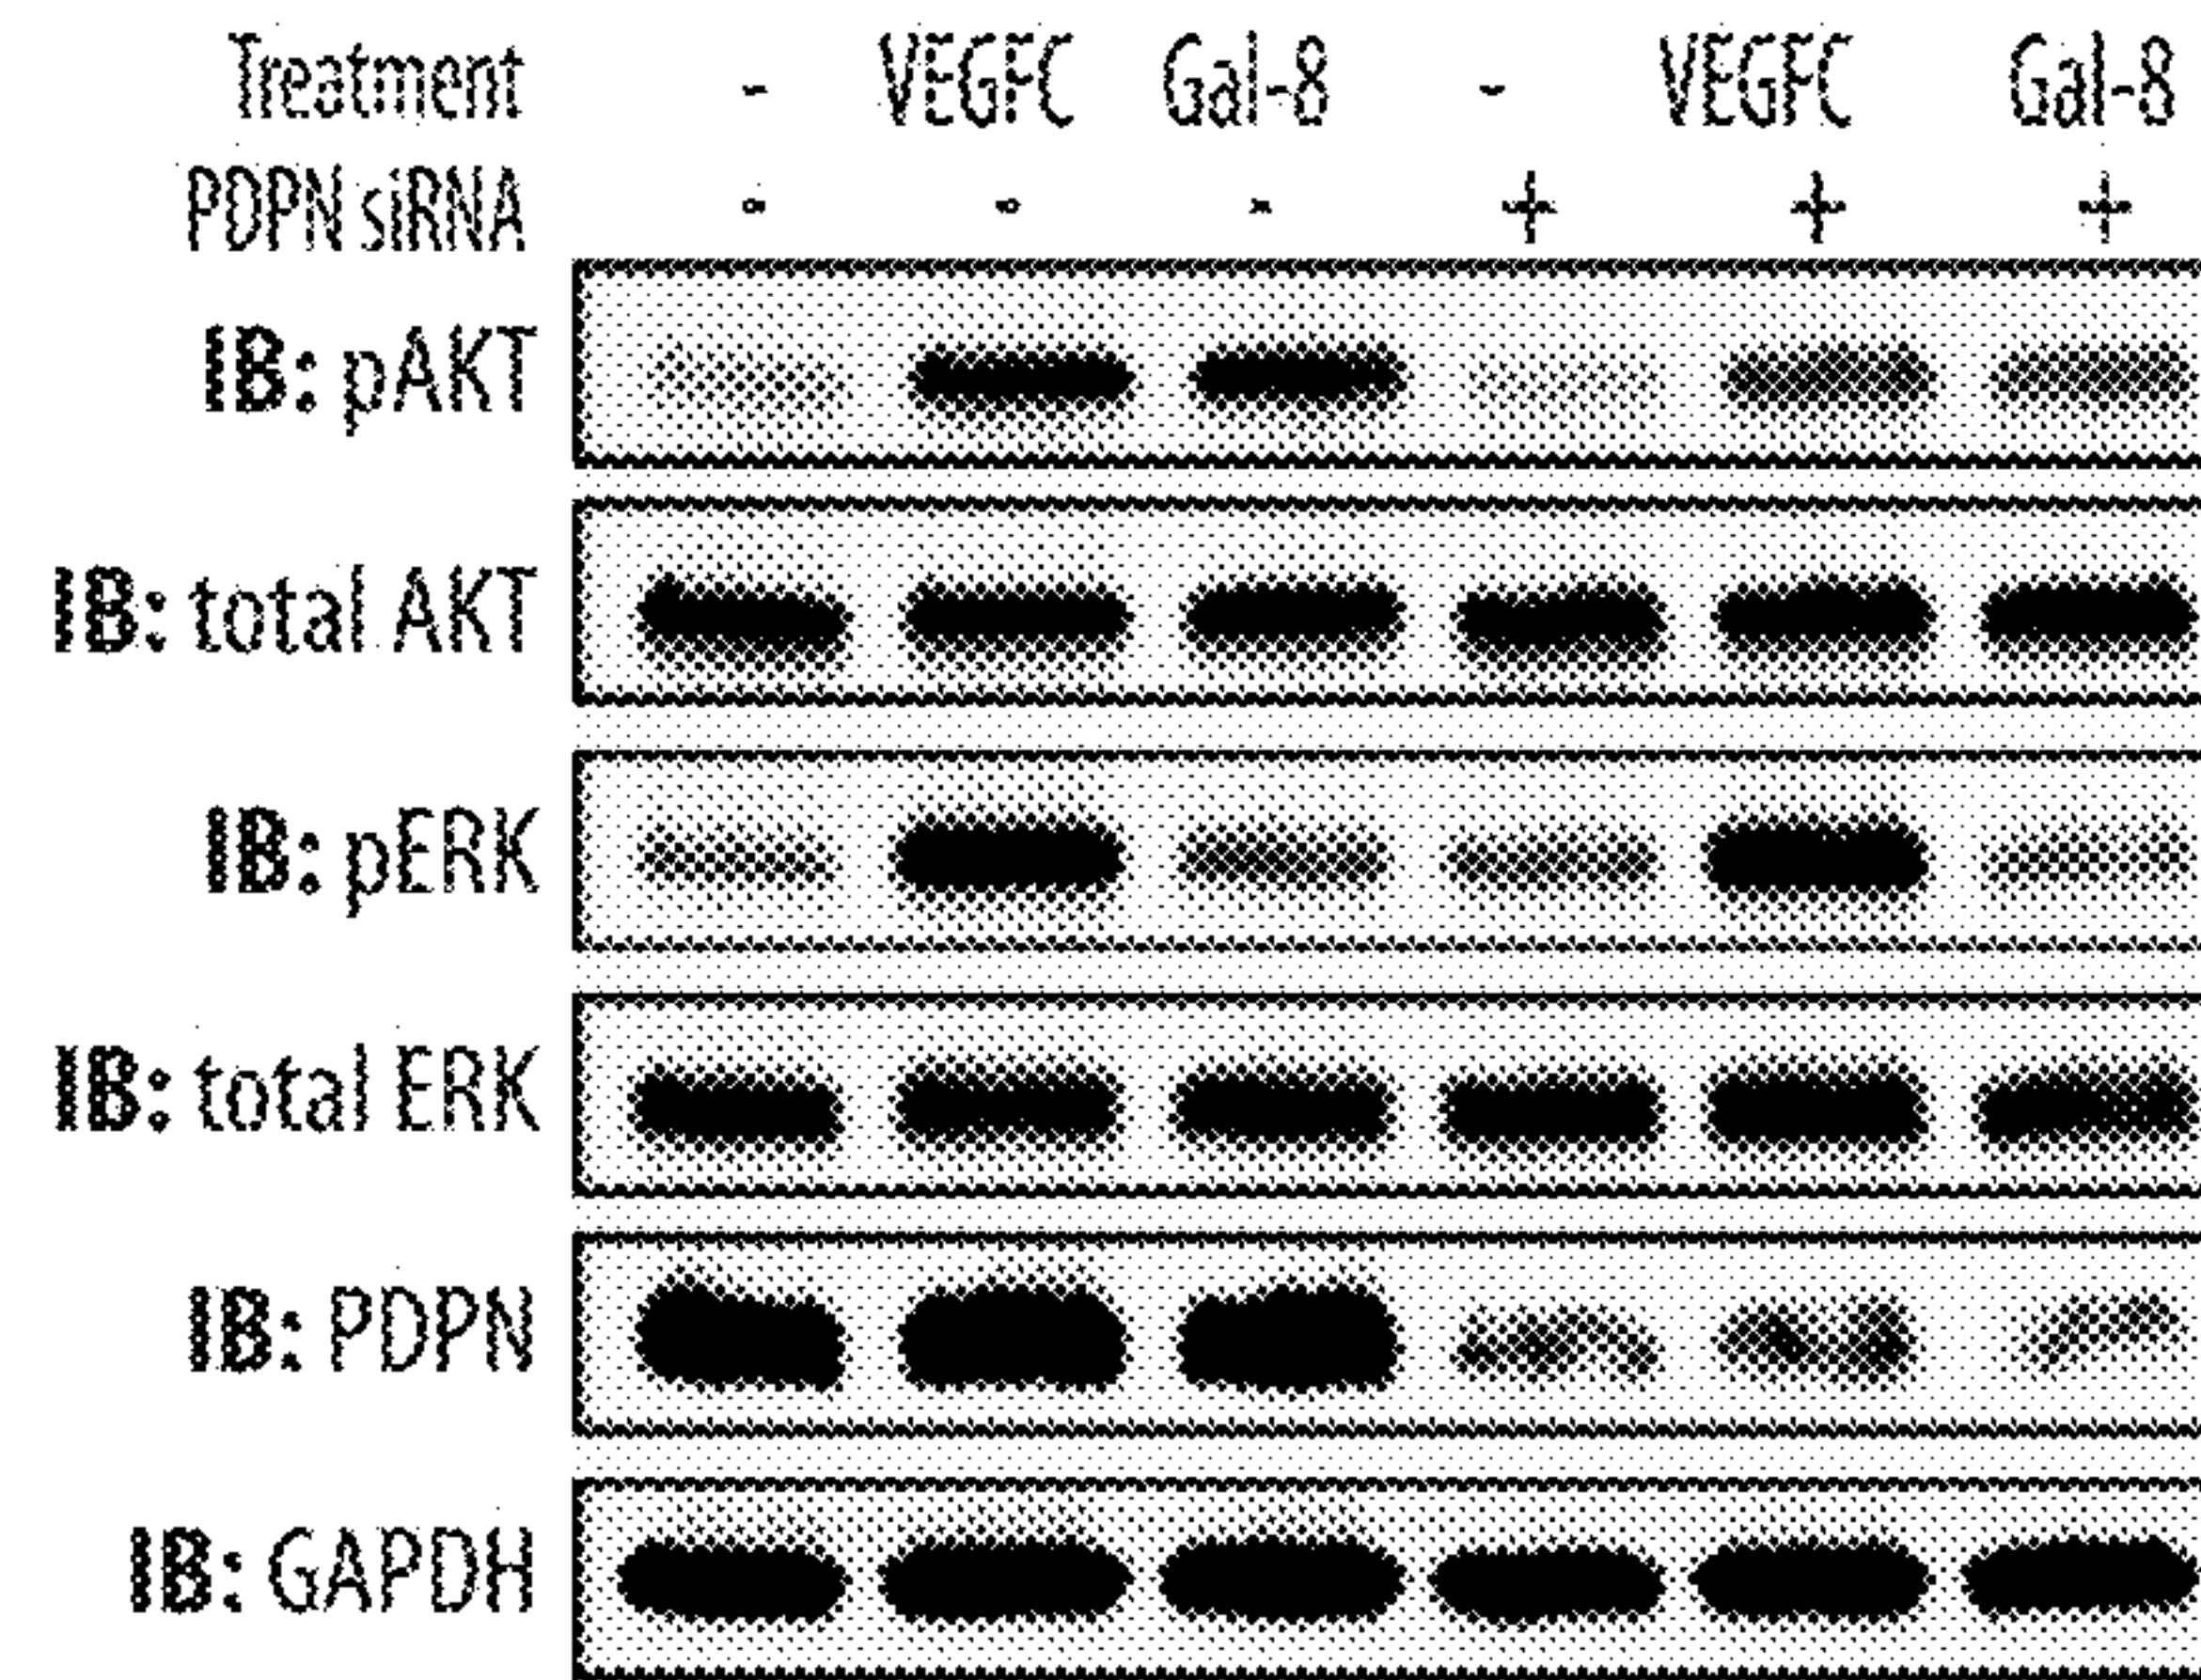 Treatment - VEGFC Gal-8 - VEGFC Gal-8
PDPN siRNA - - - + + +
IB: pAKT
IB: total AKT
IB: pERK
IB: total ERK
IB: PDPN
IB: GAPDH